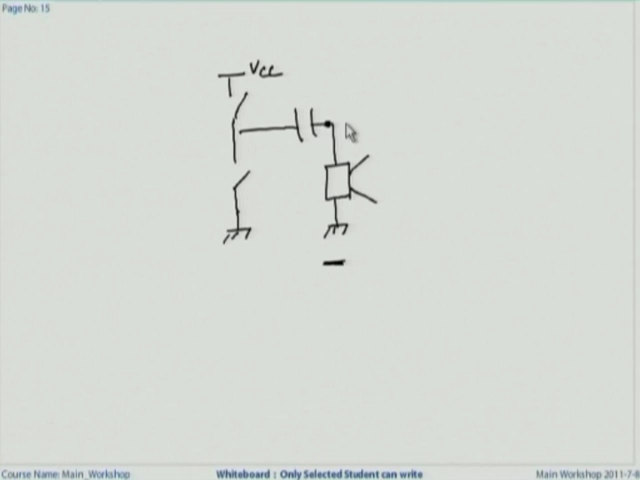 Page No: 15
Vcc
Course Name: Main_Workshop
Whiteboard : Only Selected Student can write
Main Workshop 2011-7-8